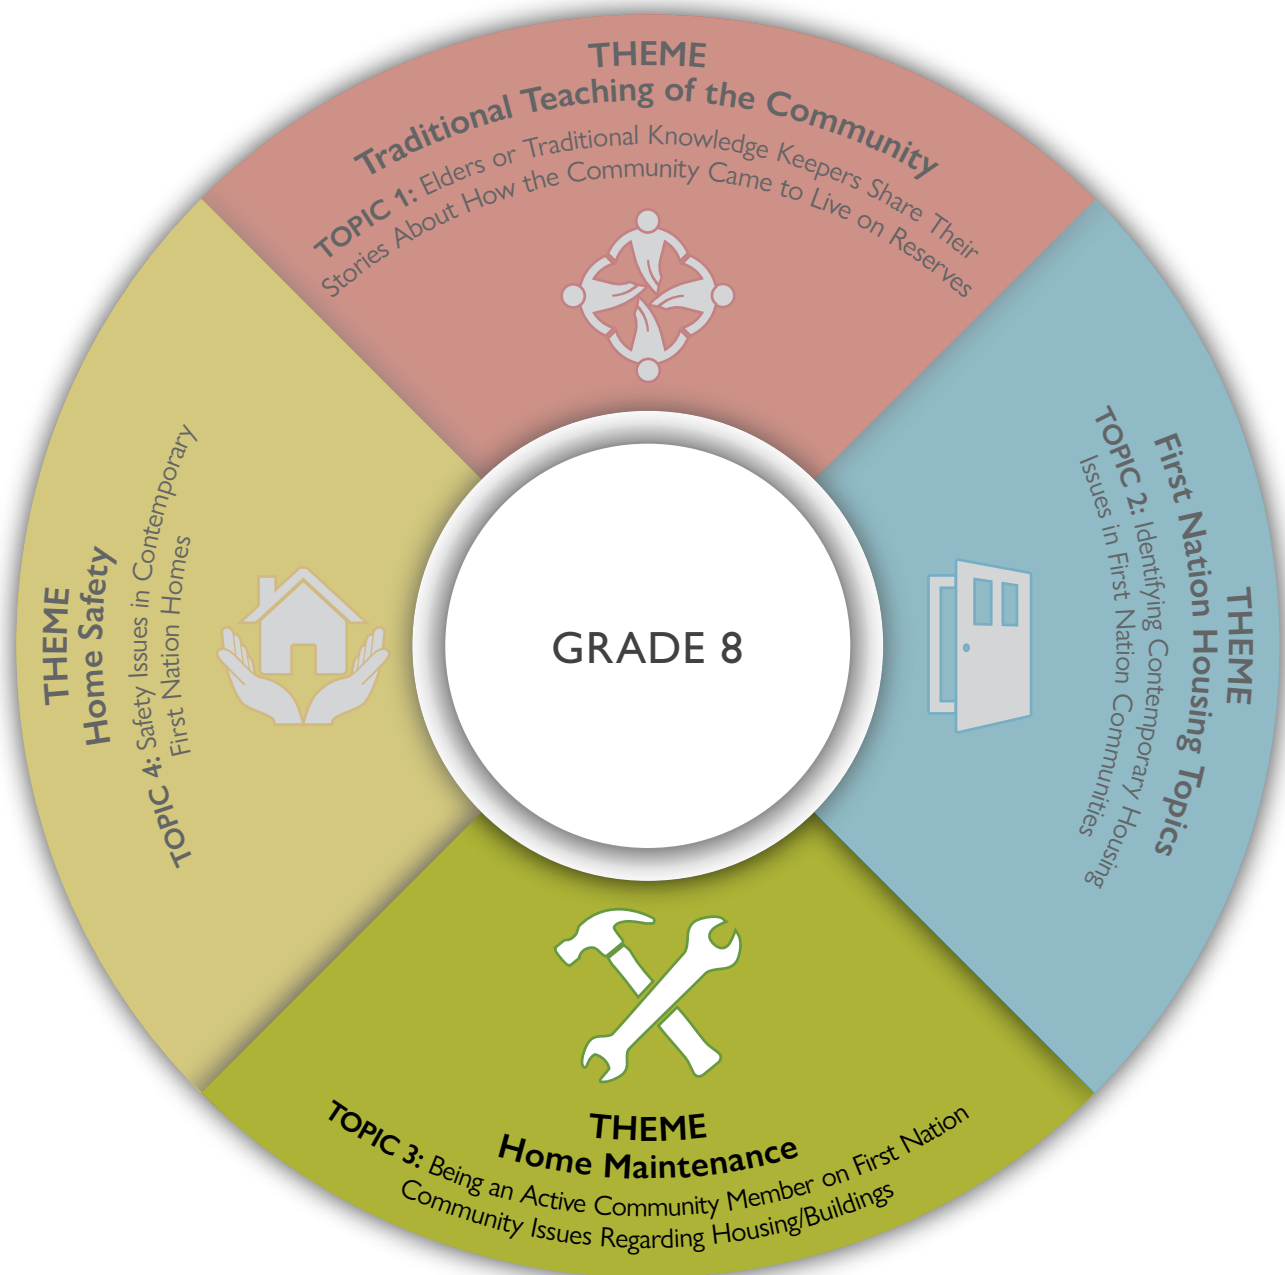 THEME
Traditional Teaching of the Community
TOPIC 1: Elders or Traditional Knowledge Keepers Share Their
Stories About How the Community Came to Live on Reserves
THEME
First Nation Housing Topics
TOPIC 2: Identifying Contemporary Housing
Issues in First Nation Communities
GRADE 8
THEME
Home Maintenance
TOPIC 3: Being an Active Community Member on First Nation
Community Issues Regarding Housing/Buildings
THEME
Home Safety
TOPIC 4: Safety Issues in Contemporary
First Nation Homes